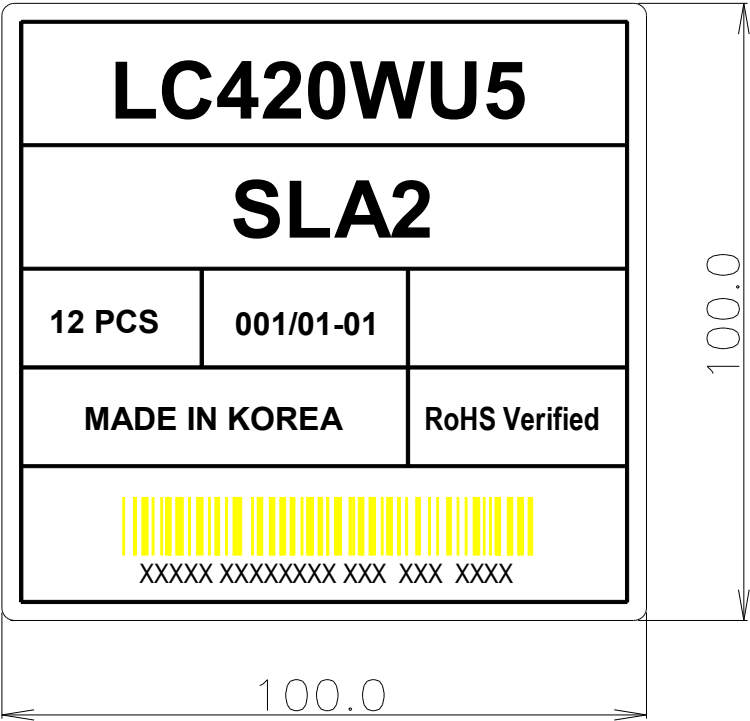 LC420WU5
SLA2
12 PCS 001/01-01
MADE IN KOREA RoHS Verified
XXXXX XXXXXXXX XXX XXX XXXX
100.0
100.0